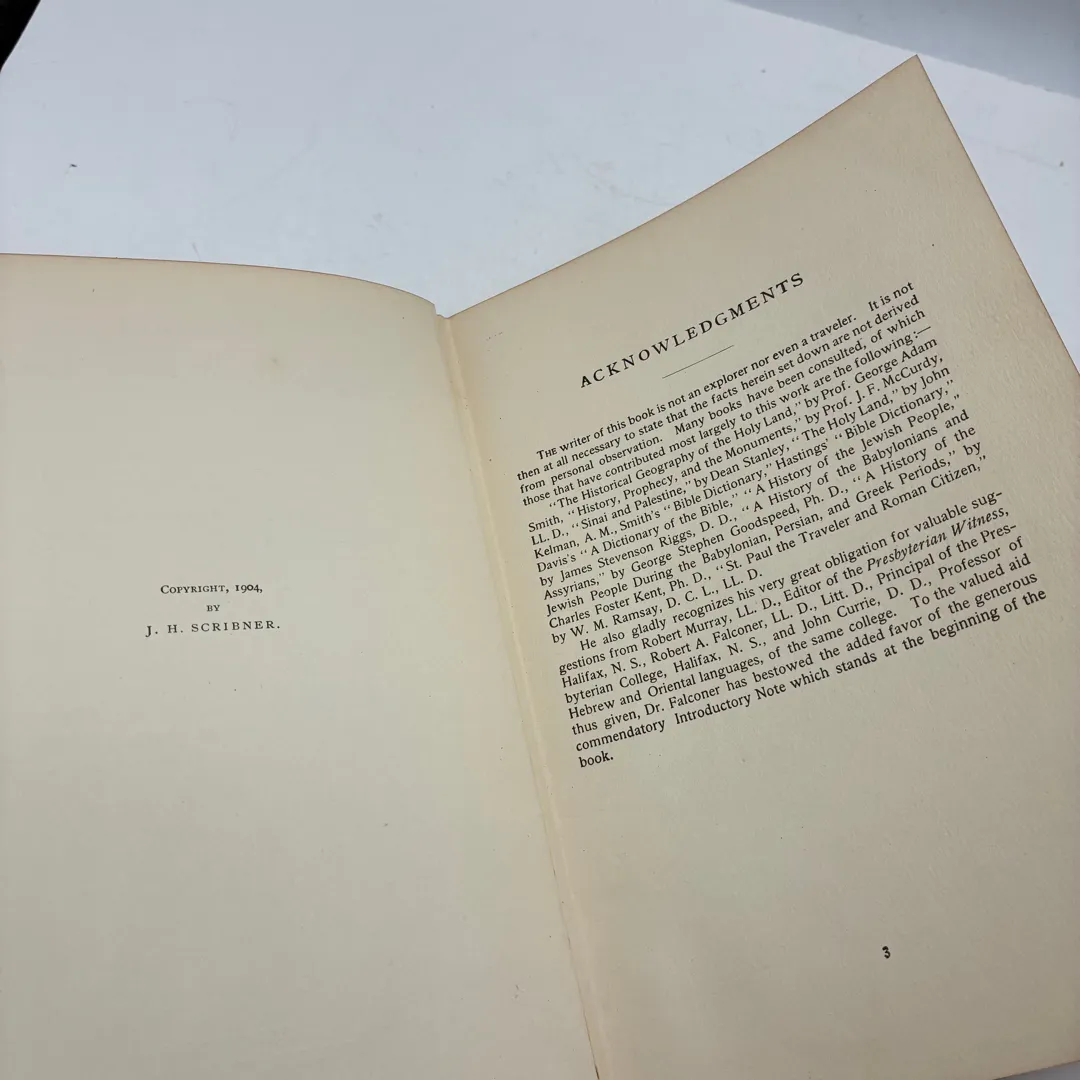 COPYRIGHT, 1904,
BY
J. H. SCRIBNER.
ACKNOWLEDGMENTS
THE writer of this book is not an explorer nor even a traveler. It is not
then at all necessary to state that the facts herein set down are not derived
from personal observation. Many books have been consulted, of which
those that have contributed most largely to this work are the following:—
"The Historical Geography of the Holy Land," by Prof. George Adam
Smith, "History, Prophecy, and the Monuments," by Prof. J. F. McCurdy,
LL. D., "Sinai and Palestine," by Dean Stanley, "The Holy Land," by John
Kelman, A. M., Smith's "Bible Dictionary," Hastings' "Bible Dictionary,"
Davis's "A Dictionary of the Bible," "A History of the Jewish People,"
by James Stevenson Riggs, D. D., "A History of the Babylonians and
Assyrians," by George Stephen Goodspeed, Ph. D., "A History of the
Jewish People During the Babylonian, Persian, and Greek Periods," by
Charles Foster Kent, Ph. D., "St. Paul the Traveler and Roman Citizen,"
by W. M. Ramsay, D. C. L., LL. D.
He also gladly recognizes his very great obligation for valuable sug-
gestions from Robert Murray, LL. D., Editor of the Presbyterian Witness,
Halifax, N. S., Robert A. Falconer, LL. D., Litt. D., Principal of the Pres-
byterian College, Halifax, N. S., and John Currie, D. D., Professor of
Hebrew and Oriental languages, of the same college. To the valued aid
thus given, Dr. Falconer has bestowed the added favor of the generous
commendatory Introductory Note which stands at the beginning of the
book.
3